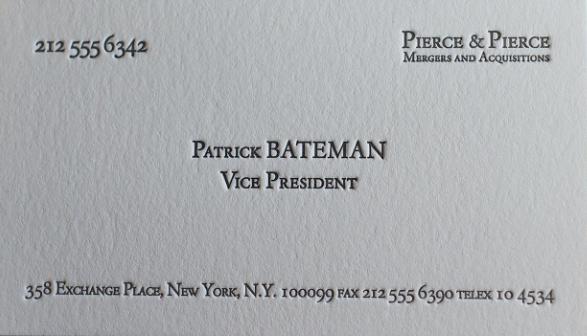 212 555 6342
PIERCE & PIERCE
MERGERS AND ACQUISITIONS
PATRICK BATEMAN
VICE PRESIDENT
358 EXCHANGE PLACE, NEW YORK, N.Y. 100099 FAX 212 555 6390 TELEX 10 4534